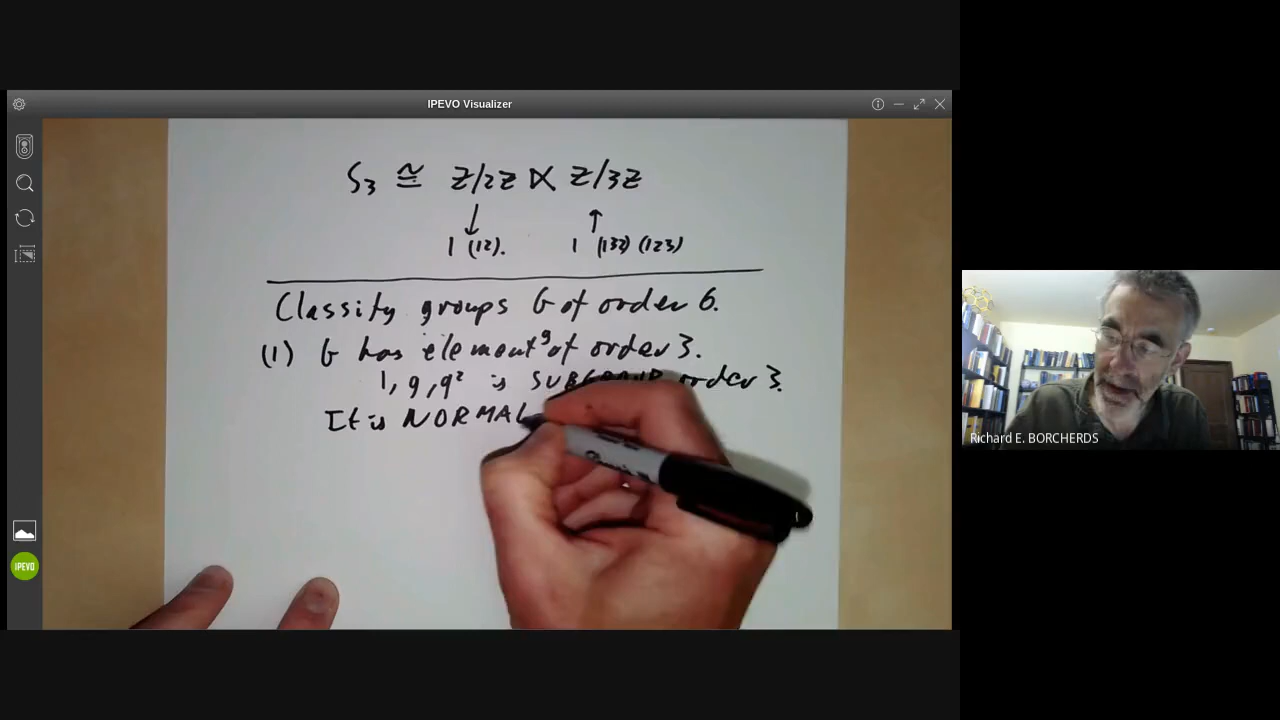 IPEVO Visualizer
S₃ ≅ Z/2Z ⋉ Z/3Z
↓ ↑
1 (12). 1 (132) (123)
Classify groups G of order 6.
(1) G has element g of order 3.
1, g, g² is SUBGROUP order 3.
It is NORMAL
IPEVO
Richard E. BORCHERDS